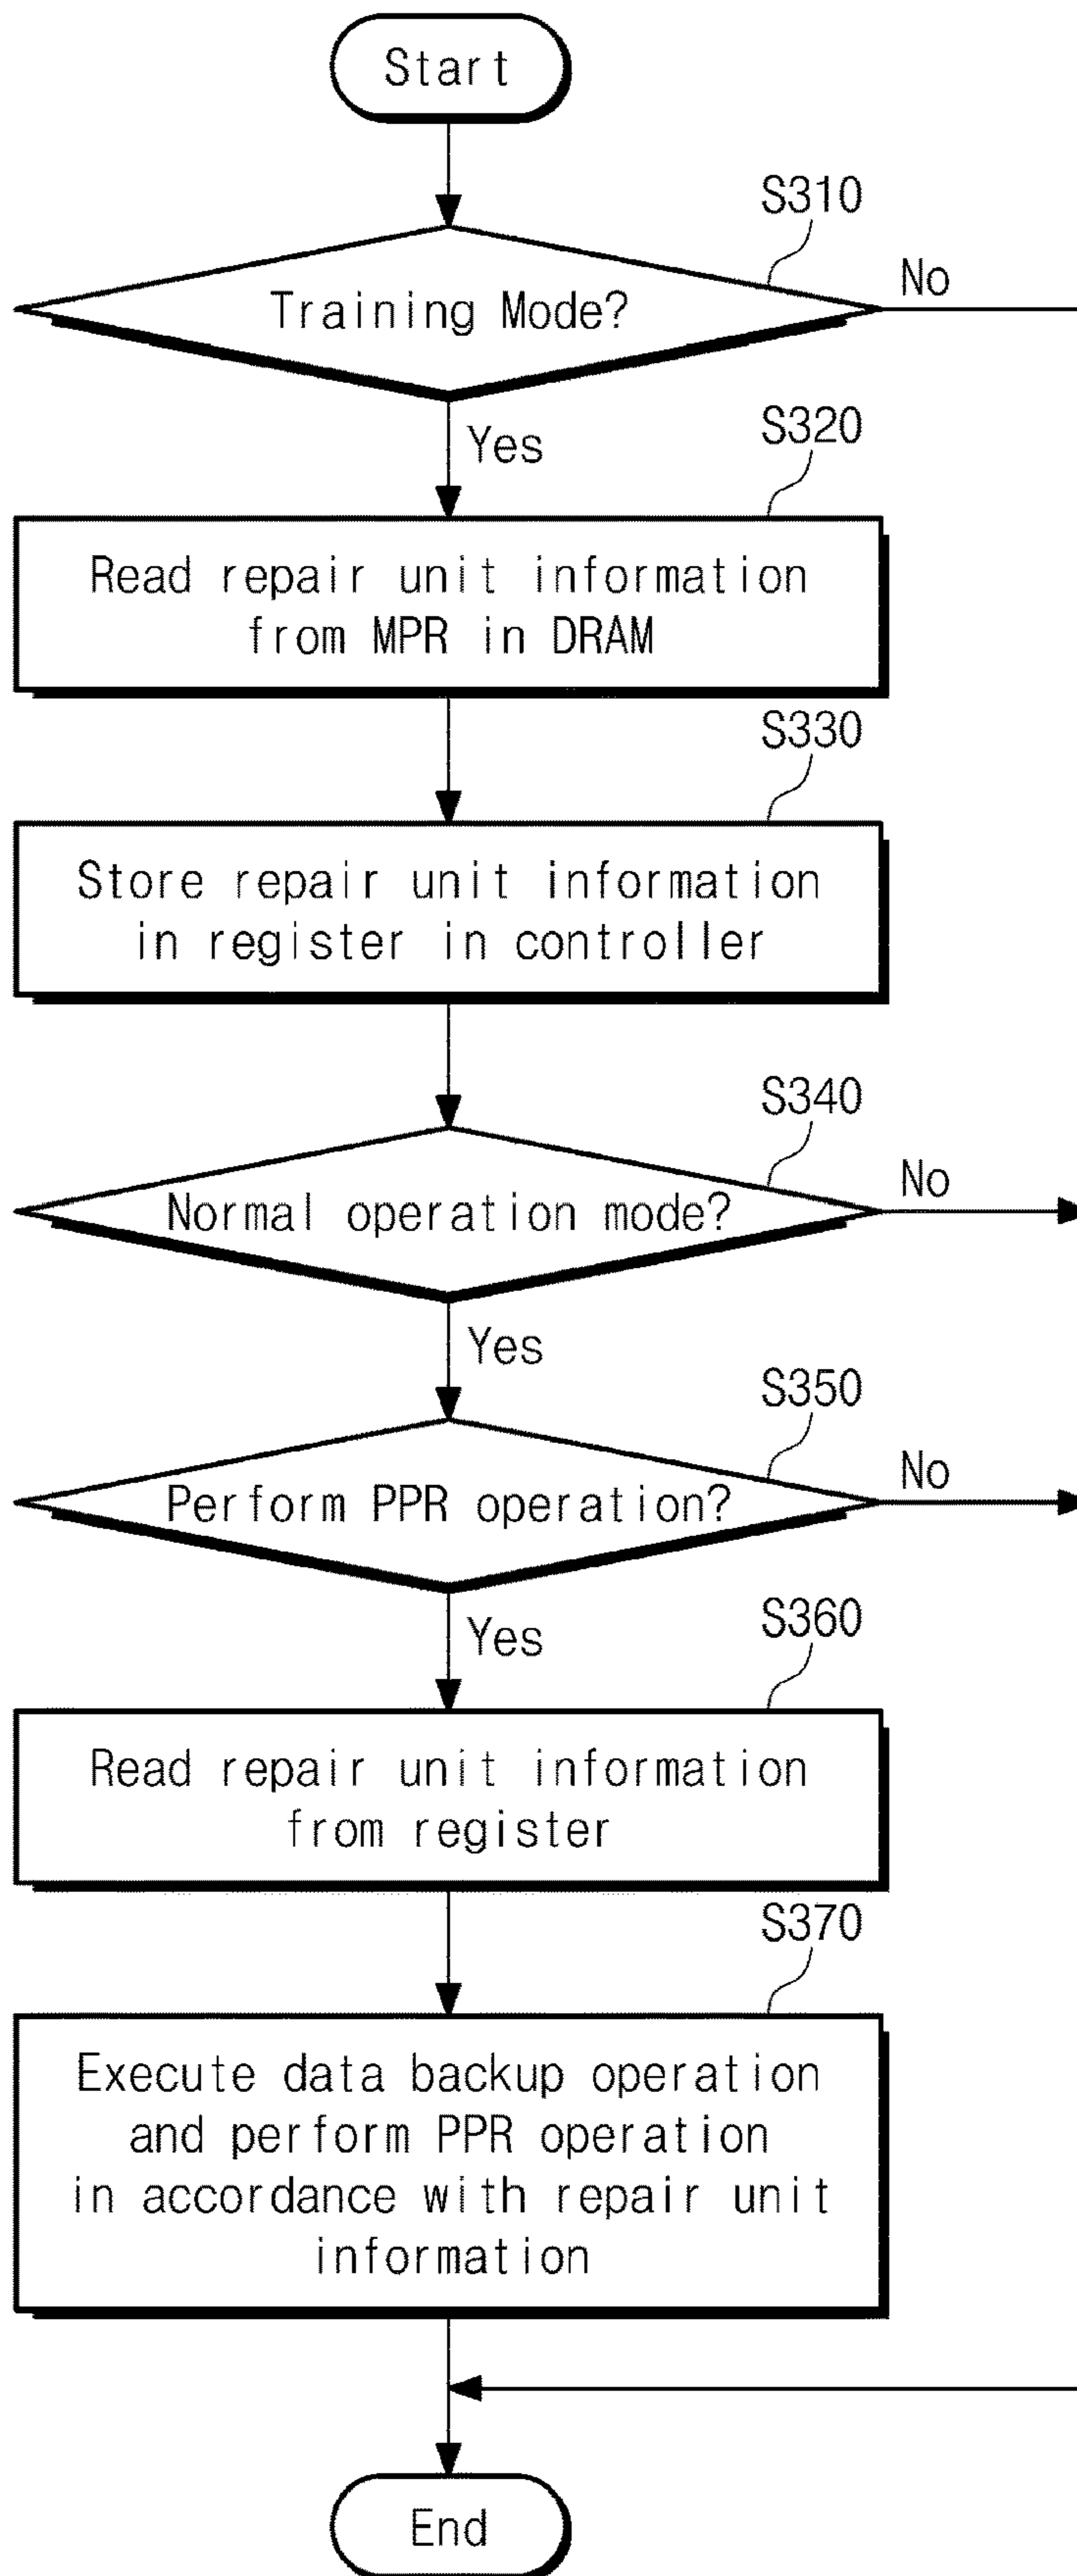 Start
S310
Training Mode?
No
Yes
S320
Read repair unit information
from MPR in DRAM
S330
Store repair unit information
in register in controller
S340
Normal operation mode?
No
Yes
S350
Perform PPR operation?
No
Yes
S360
Read repair unit information
from register
S370
Execute data backup operation
and perform PPR operation
in accordance with repair unit
information
End